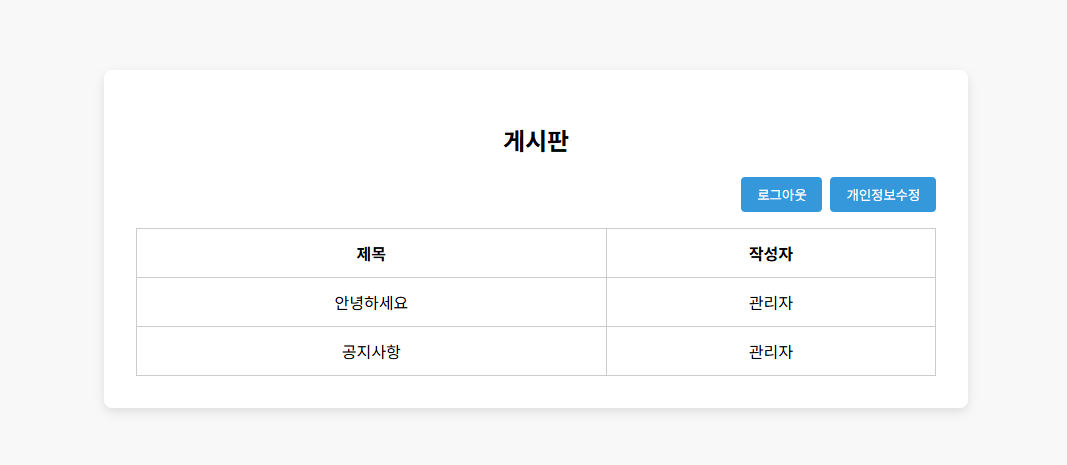 게시판
로그아웃 개인정보수정
제목 작성자
안녕하세요 관리자
공지사항 관리자